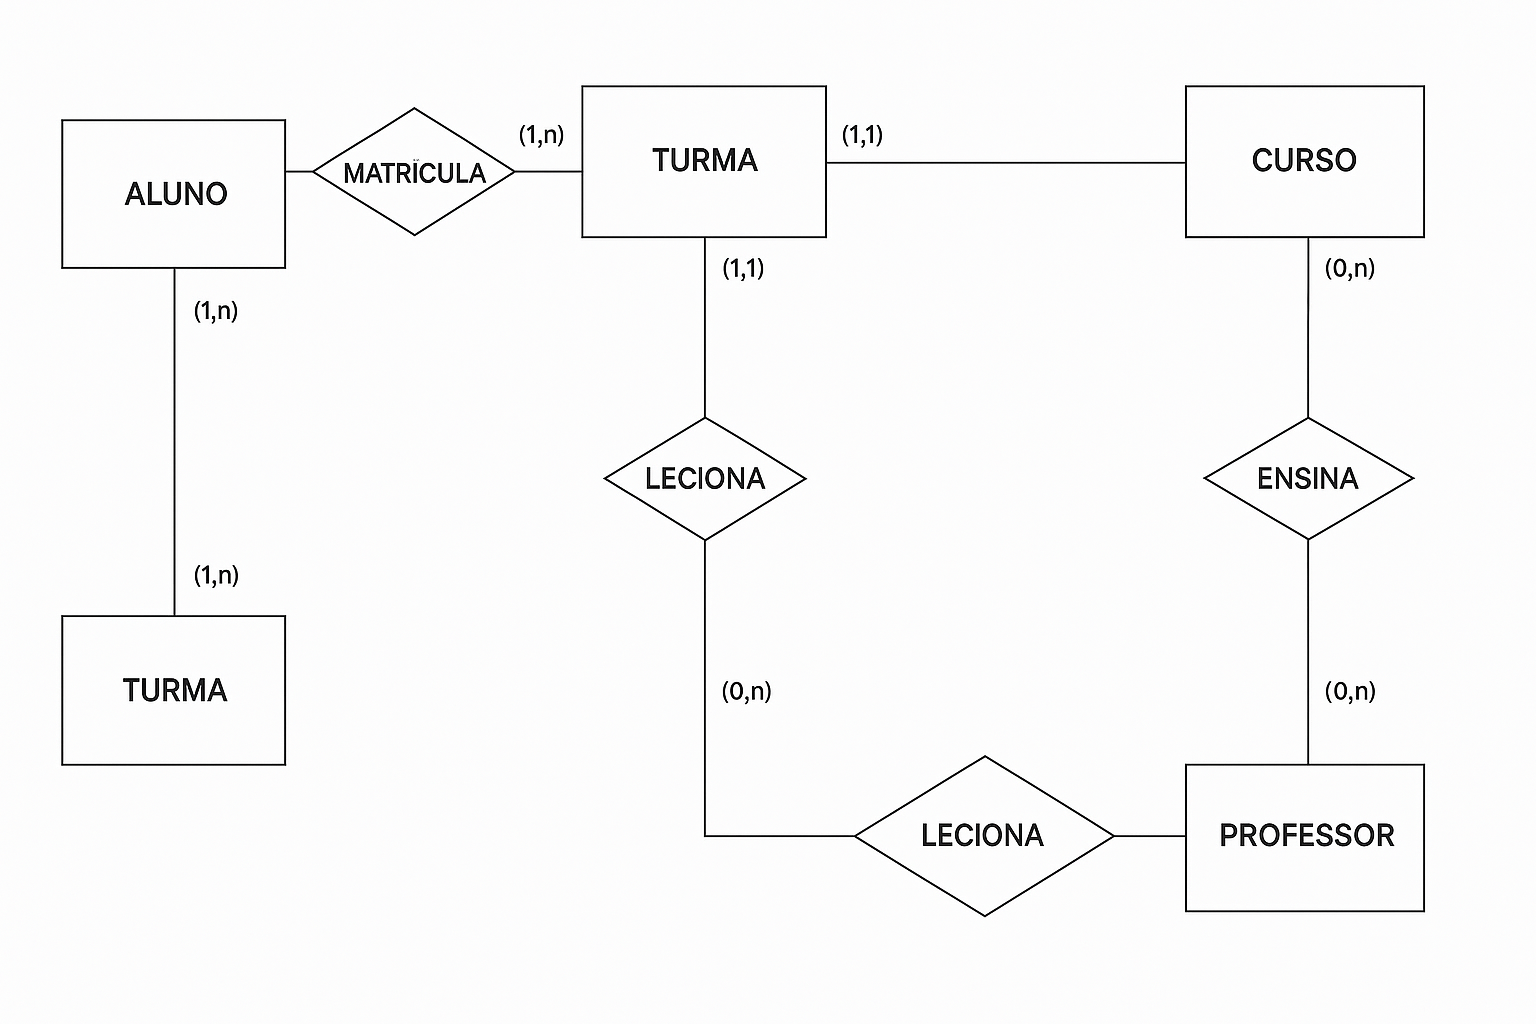 ALUNO
MATRÍCULA
(1,n)
TURMA
(1,1)
CURSO
(1,n)
(1,1)
(0,n)
LECIONA
ENSINA
(1,n)
TURMA
(0,n)
(0,n)
LECIONA
PROFESSOR